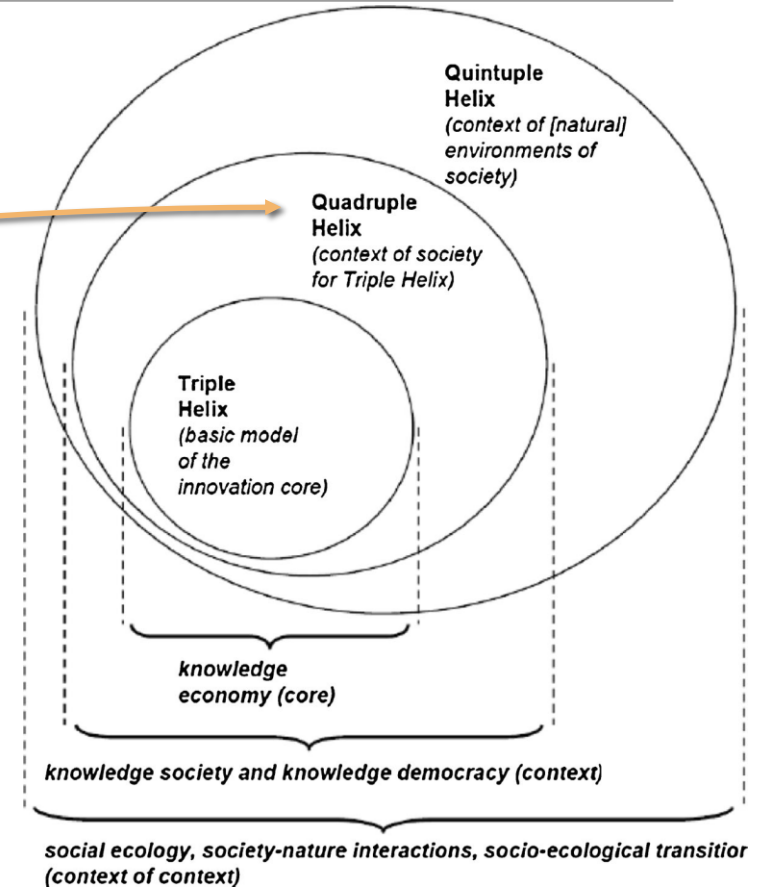 Quintuple
Helix
(context of [natural]
environments of
society)
Quadruple
Helix
(context of society
for Triple Helix)
Triple
Helix
(basic model
of the
innovation core)
knowledge
economy (core)
knowledge society and knowledge democracy (context)
social ecology, society-nature interactions, socio-ecological transition
(context of context)